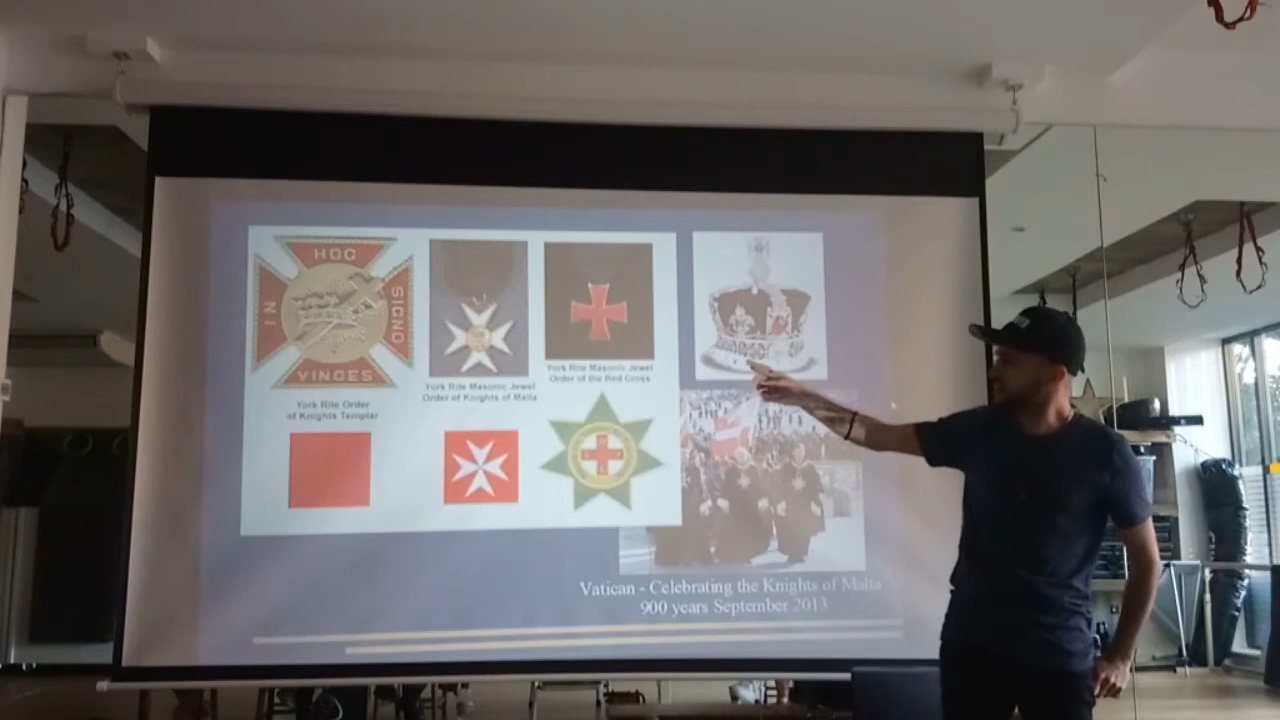 HOC
IN
SIGNO
VINCES
York Rite Order
of Knights Templar
York Rite Masonic Jewel
Order of Knights of Malta
York Rite Masonic Jewel
Order of the Red Cross
Vatican - Celebrating the Knights of Malta
900 years September 2013